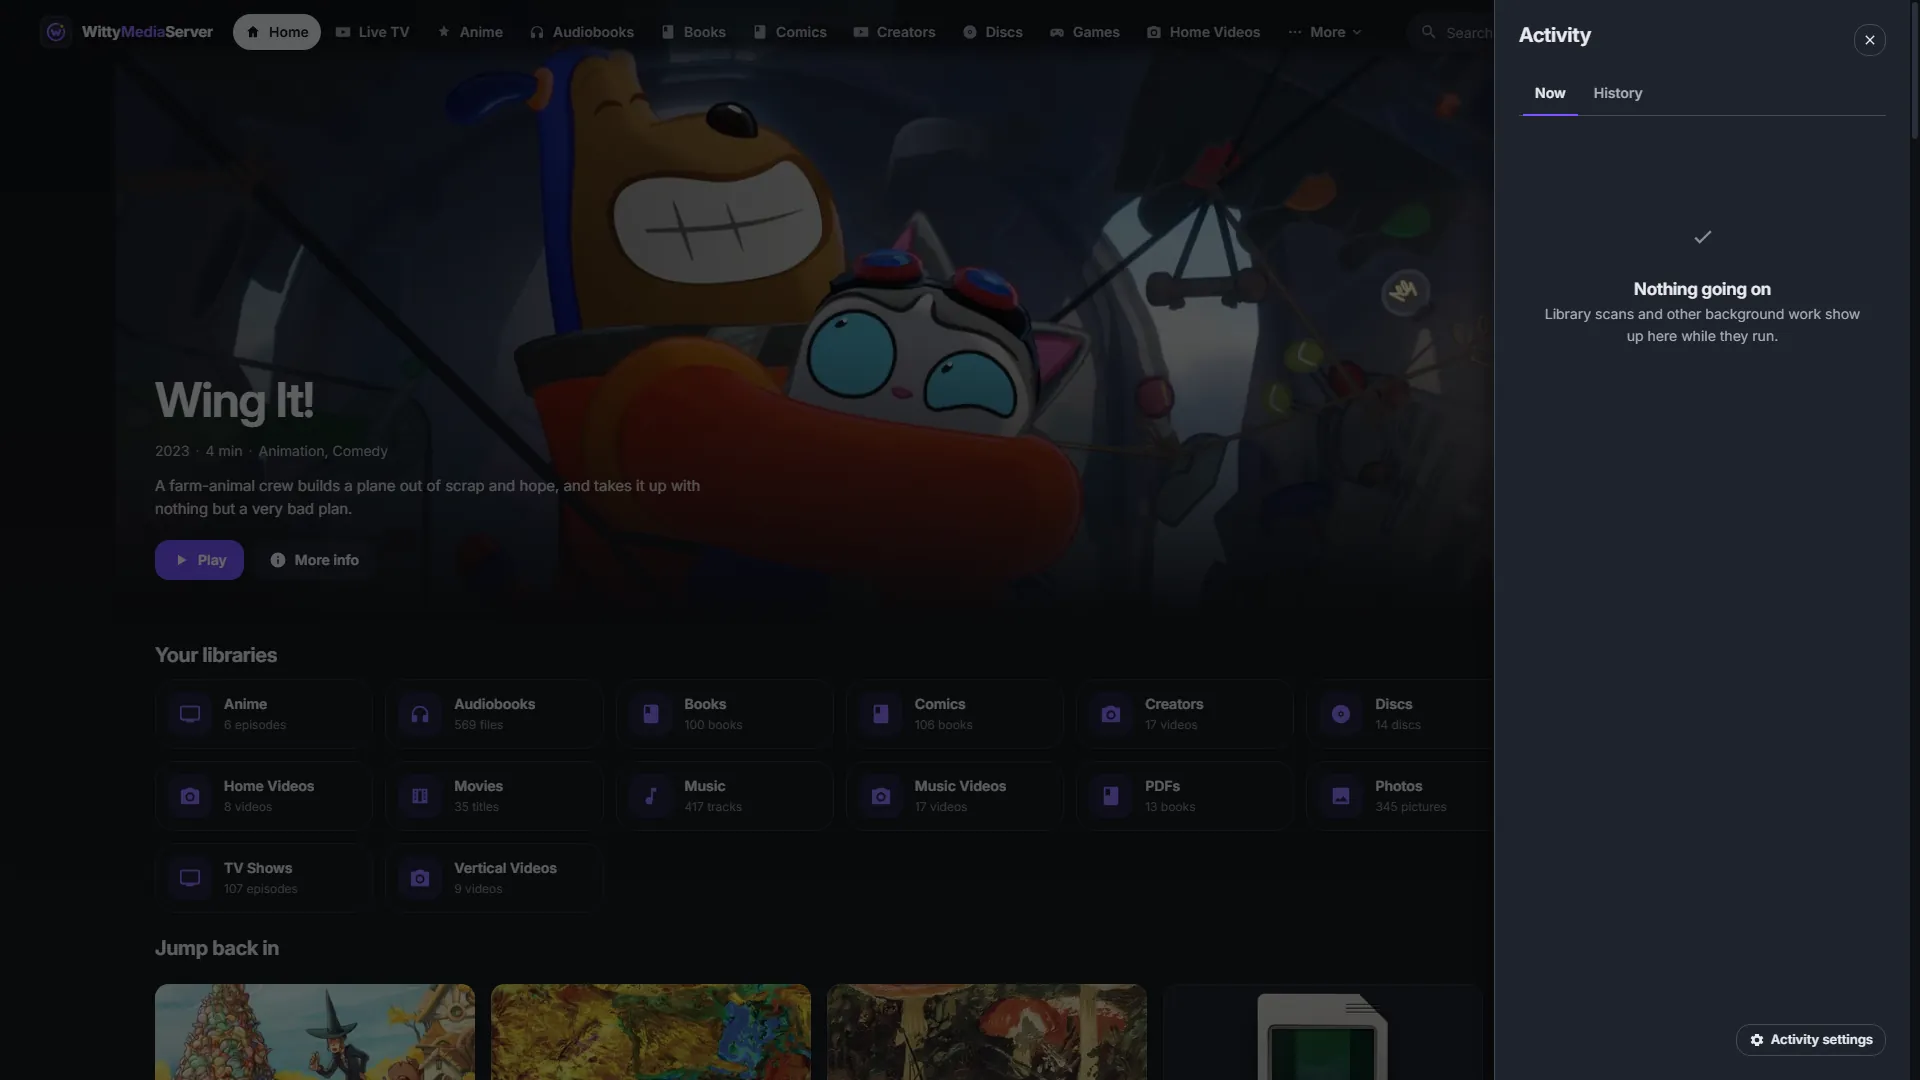 WittyMediaServer
Home
Live TV
Anime
Audiobooks
Books
Comics
Creators
Discs
Games
Home Videos
More
Search
Wing It!
2023 · 4 min · Animation, Comedy
A farm-animal crew builds a plane out of scrap and hope, and takes it up with
nothing but a very bad plan.
Play
More info
Your libraries
Anime
6 episodes
Audiobooks
569 files
Books
100 books
Comics
106 books
Creators
17 videos
Discs
14 discs
Home Videos
8 videos
Movies
35 titles
Music
417 tracks
Music Videos
17 videos
PDFs
13 books
Photos
345 pictures
TV Shows
107 episodes
Vertical Videos
9 videos
Jump back in
Activity
Now
History
Nothing going on
Library scans and other background work show
up here while they run.
Activity settings